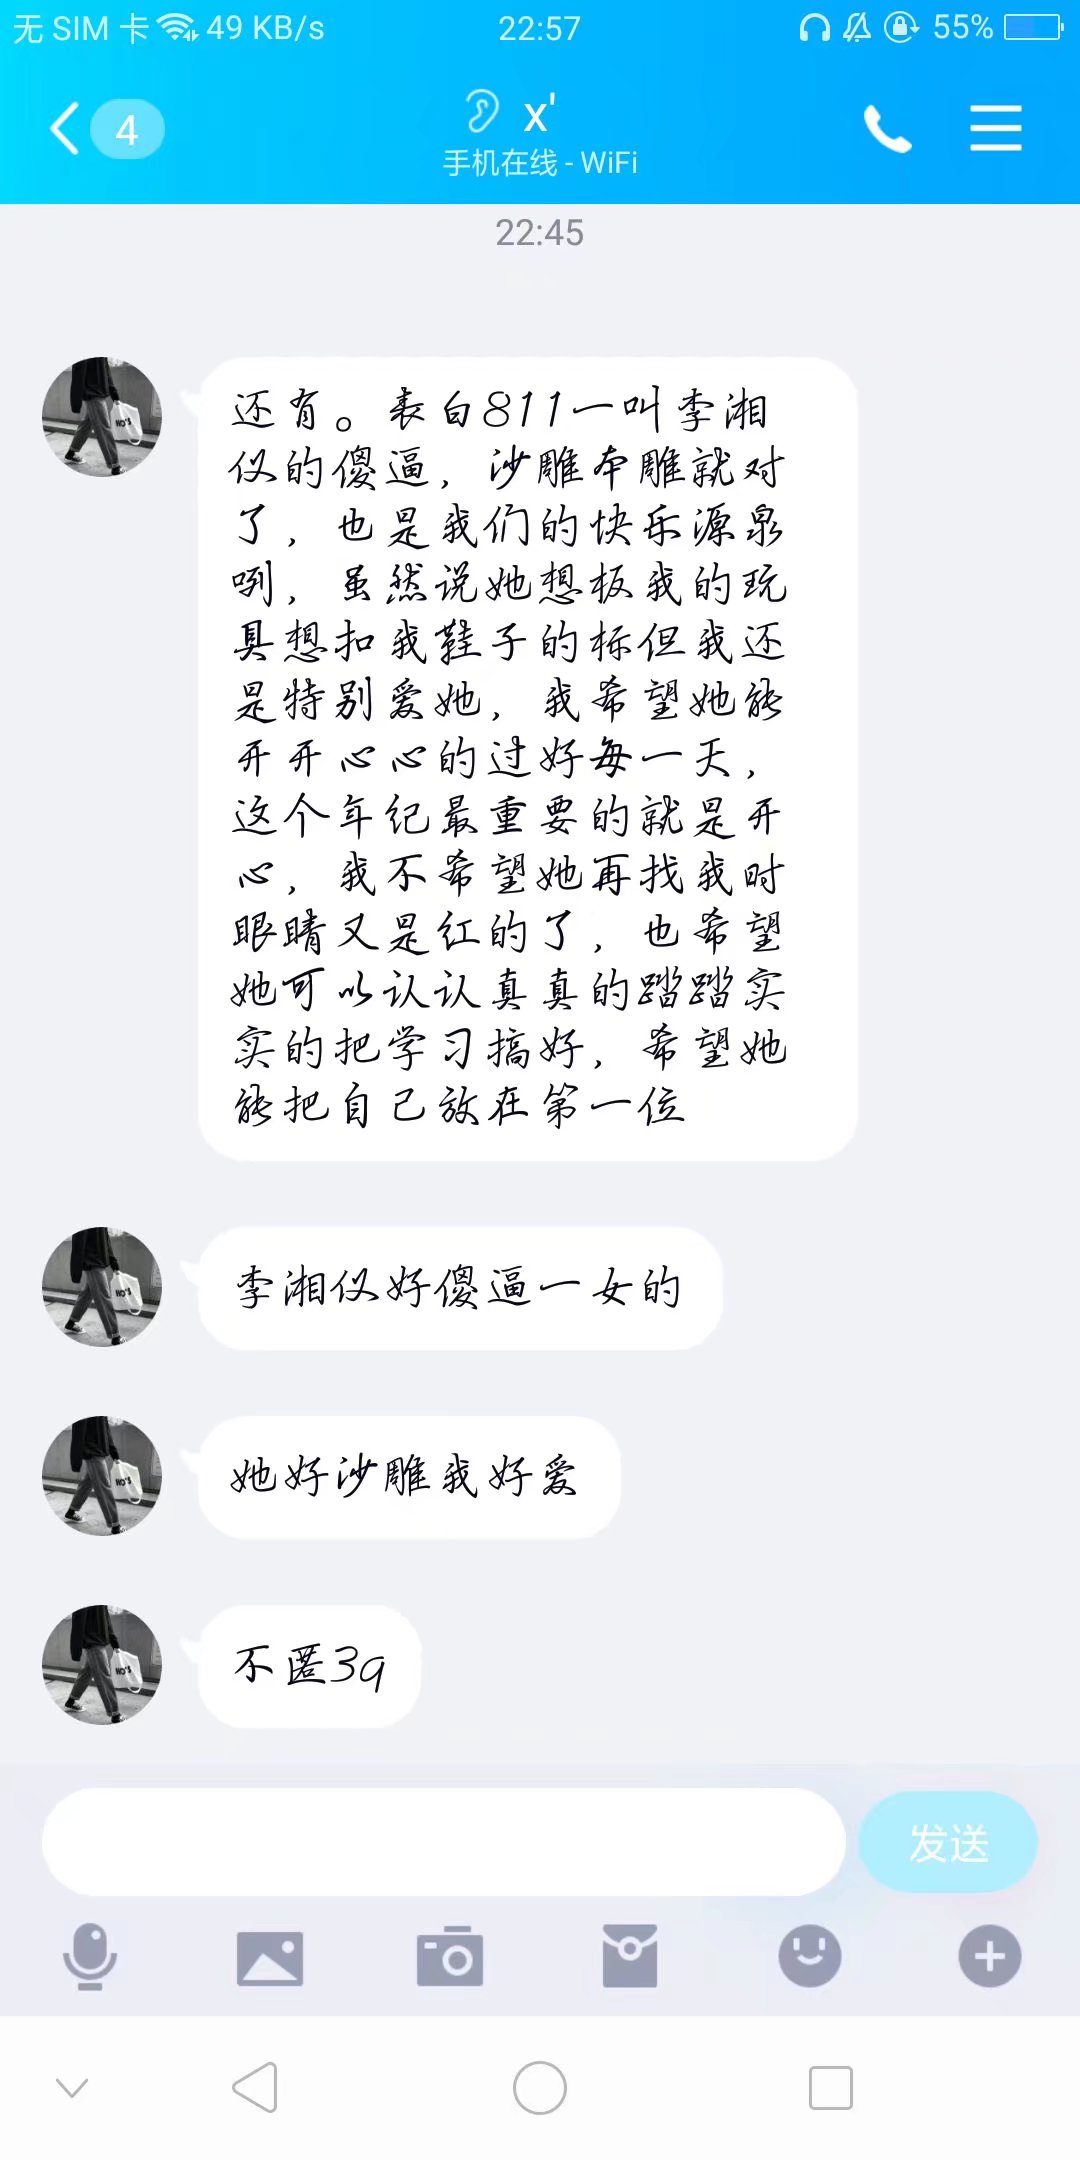 无 SIM 卡 49 KB/s 22:57 55%
4 x'
手机在线 - WiFi
22:45
还有。表白811一叫李湘
仪的傻逼，沙雕本雕就对
了，也是我们的快乐源泉
咧，虽然说她想板我的玩
具想扣我鞋子的标但我还
是特别爱她，我希望她能
开开心心的过好每一天，
这个年纪最重要的就是开
心，我不希望她再找我时
眼睛又是红的了，也希望
她可以认认真真的踏踏实
实的把学习搞好，希望她
能把自己放在第一位
李湘仪好傻逼一女的
她好沙雕我好爱
不匿3q
发送